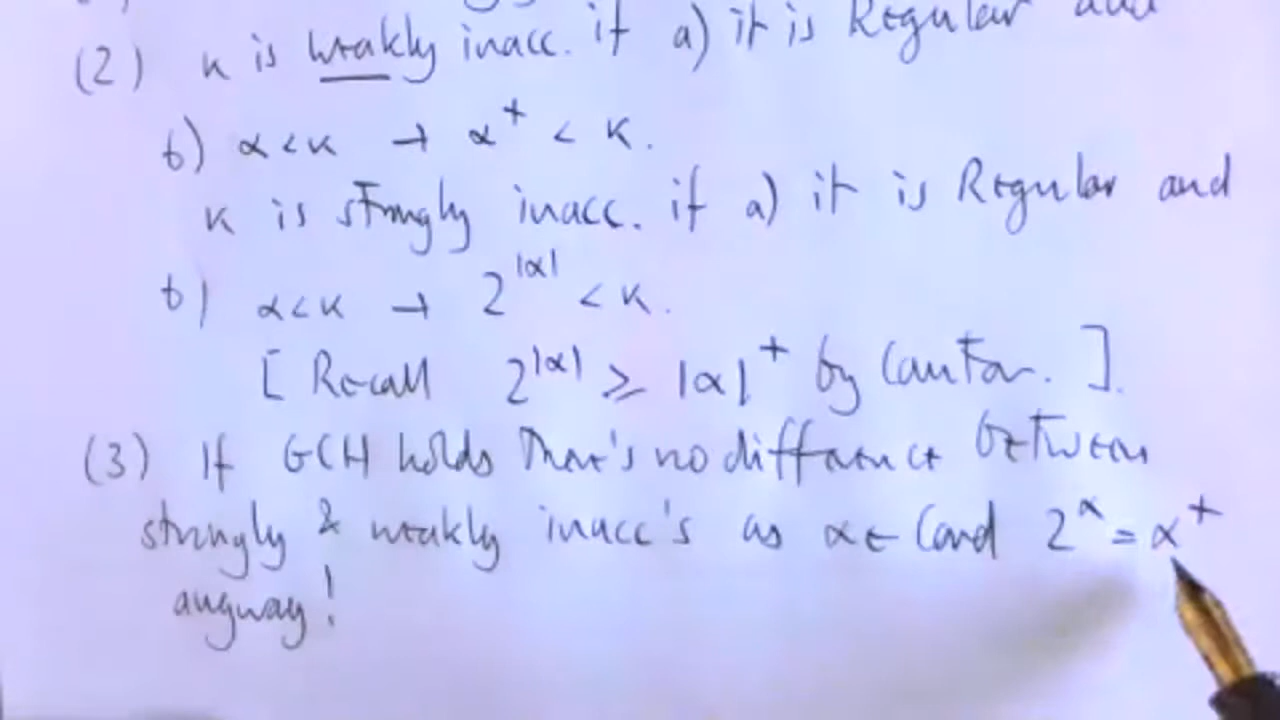 (2) κ is weakly inacc. if a) it is Regular and
b) α<κ → α⁺ < κ.
κ is strongly inacc. if a) it is Regular and
b) α<κ → 2^|α| < κ.
[ Recall 2^|α| ≥ |α|⁺ by Cantor. ].
(3) If GCH holds there's no difference between
strongly & weakly inacc's as α ∈ Card 2^α = α⁺
anyway!